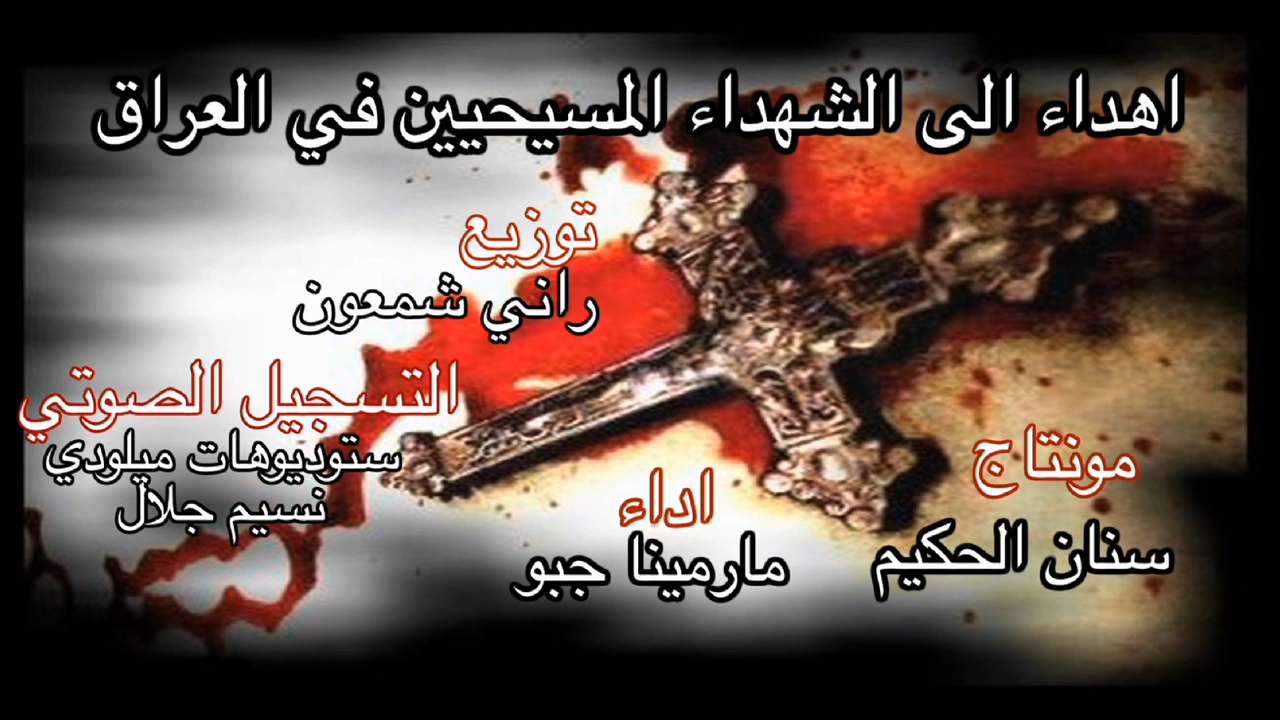 اهداء الى الشهداء المسيحيين في العراق
توزيع
راني شمعون
التسجيل الصوتي
ستوديوهات ميلودي
نسيم جلال
مونتاج
سنان الحكيم
اداء
مارمينا جبو